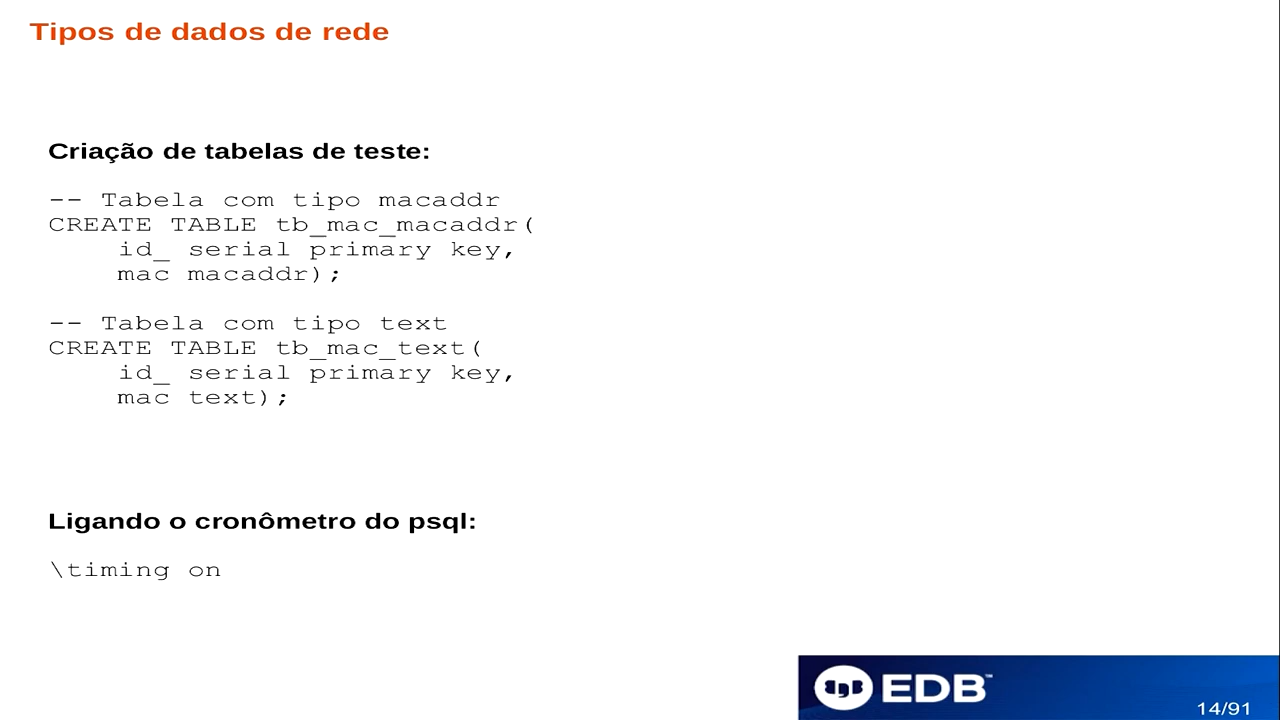 Tipos de dados de rede
Criação de tabelas de teste:
-- Tabela com tipo macaddr
CREATE TABLE tb_mac_macaddr(
    id_ serial primary key,
    mac macaddr);
-- Tabela com tipo text
CREATE TABLE tb_mac_text(
    id_ serial primary key,
    mac text);
Ligando o cronômetro do psql:
\timing on
EDB™
14/91